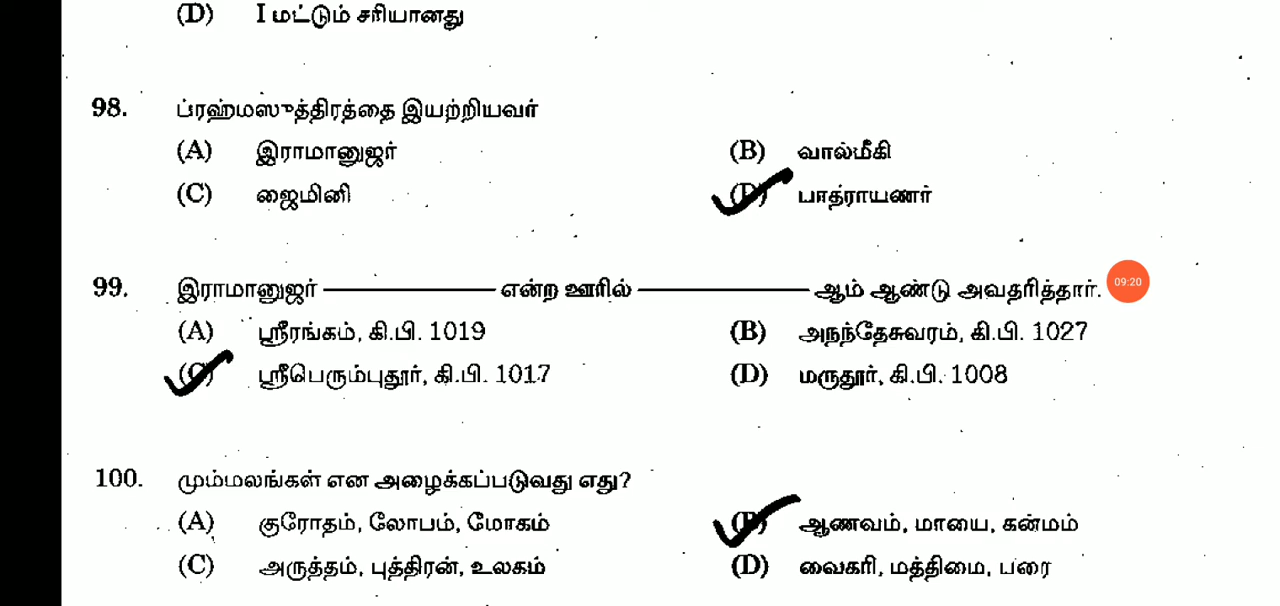 (D) I மட்டும் சரியானது
98. ப்ரஹ்மஸுத்திரத்தை இயற்றியவர்
(A) இராமானுஜர் (B) வால்மீகி
(C) ஜைமினி (D) பாத்ராயணர்
99. இராமானுஜர் ———— என்ற ஊரில் ———— ஆம் ஆண்டு அவதரித்தார். 09:20
(A) ஸ்ரீரங்கம், கி.பி. 1019 (B) அநந்தேசுவரம், கி.பி. 1027
(C) ஸ்ரீபெரும்புதூர், கி.பி. 1017 (D) மருதூர், கி.பி. 1008
100. மும்மலங்கள் என அழைக்கப்படுவது எது?
(A) குரோதம், லோபம், மோகம் (B) ஆணவம், மாயை, கன்மம்
(C) அருத்தம், புத்திரன், உலகம் (D) வைகரி, மத்திமை, பரை